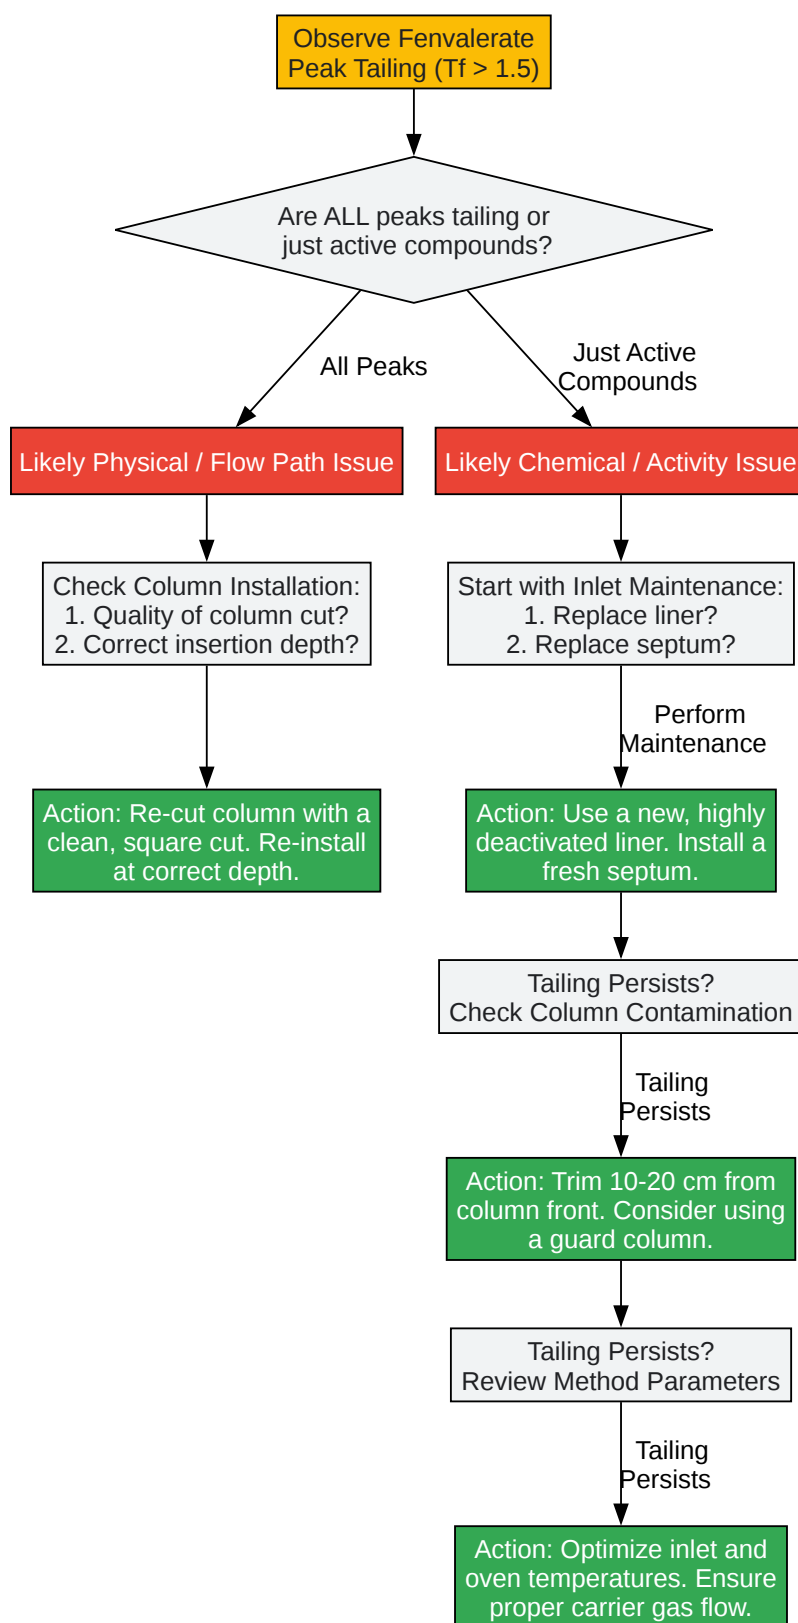 Observe Fenvalerate
Peak Tailing (Tf > 1.5)
Are ALL peaks tailing or
just active compounds?
All Peaks
Just Active
Compounds
Likely Physical / Flow Path Issue
Likely Chemical / Activity Issue
Check Column Installation:
1. Quality of column cut?
2. Correct insertion depth?
Start with Inlet Maintenance:
1. Replace liner?
2. Replace septum?
Perform
Maintenance
Action: Re-cut column with a
clean, square cut. Re-install
at correct depth.
Action: Use a new, highly
deactivated liner. Install a
fresh septum.
Tailing Persists?
Check Column Contamination
Tailing
Persists
Action: Trim 10-20 cm from
column front. Consider using
a guard column.
Tailing Persists?
Review Method Parameters
Tailing
Persists
Action: Optimize inlet and
oven temperatures. Ensure
proper carrier gas flow.